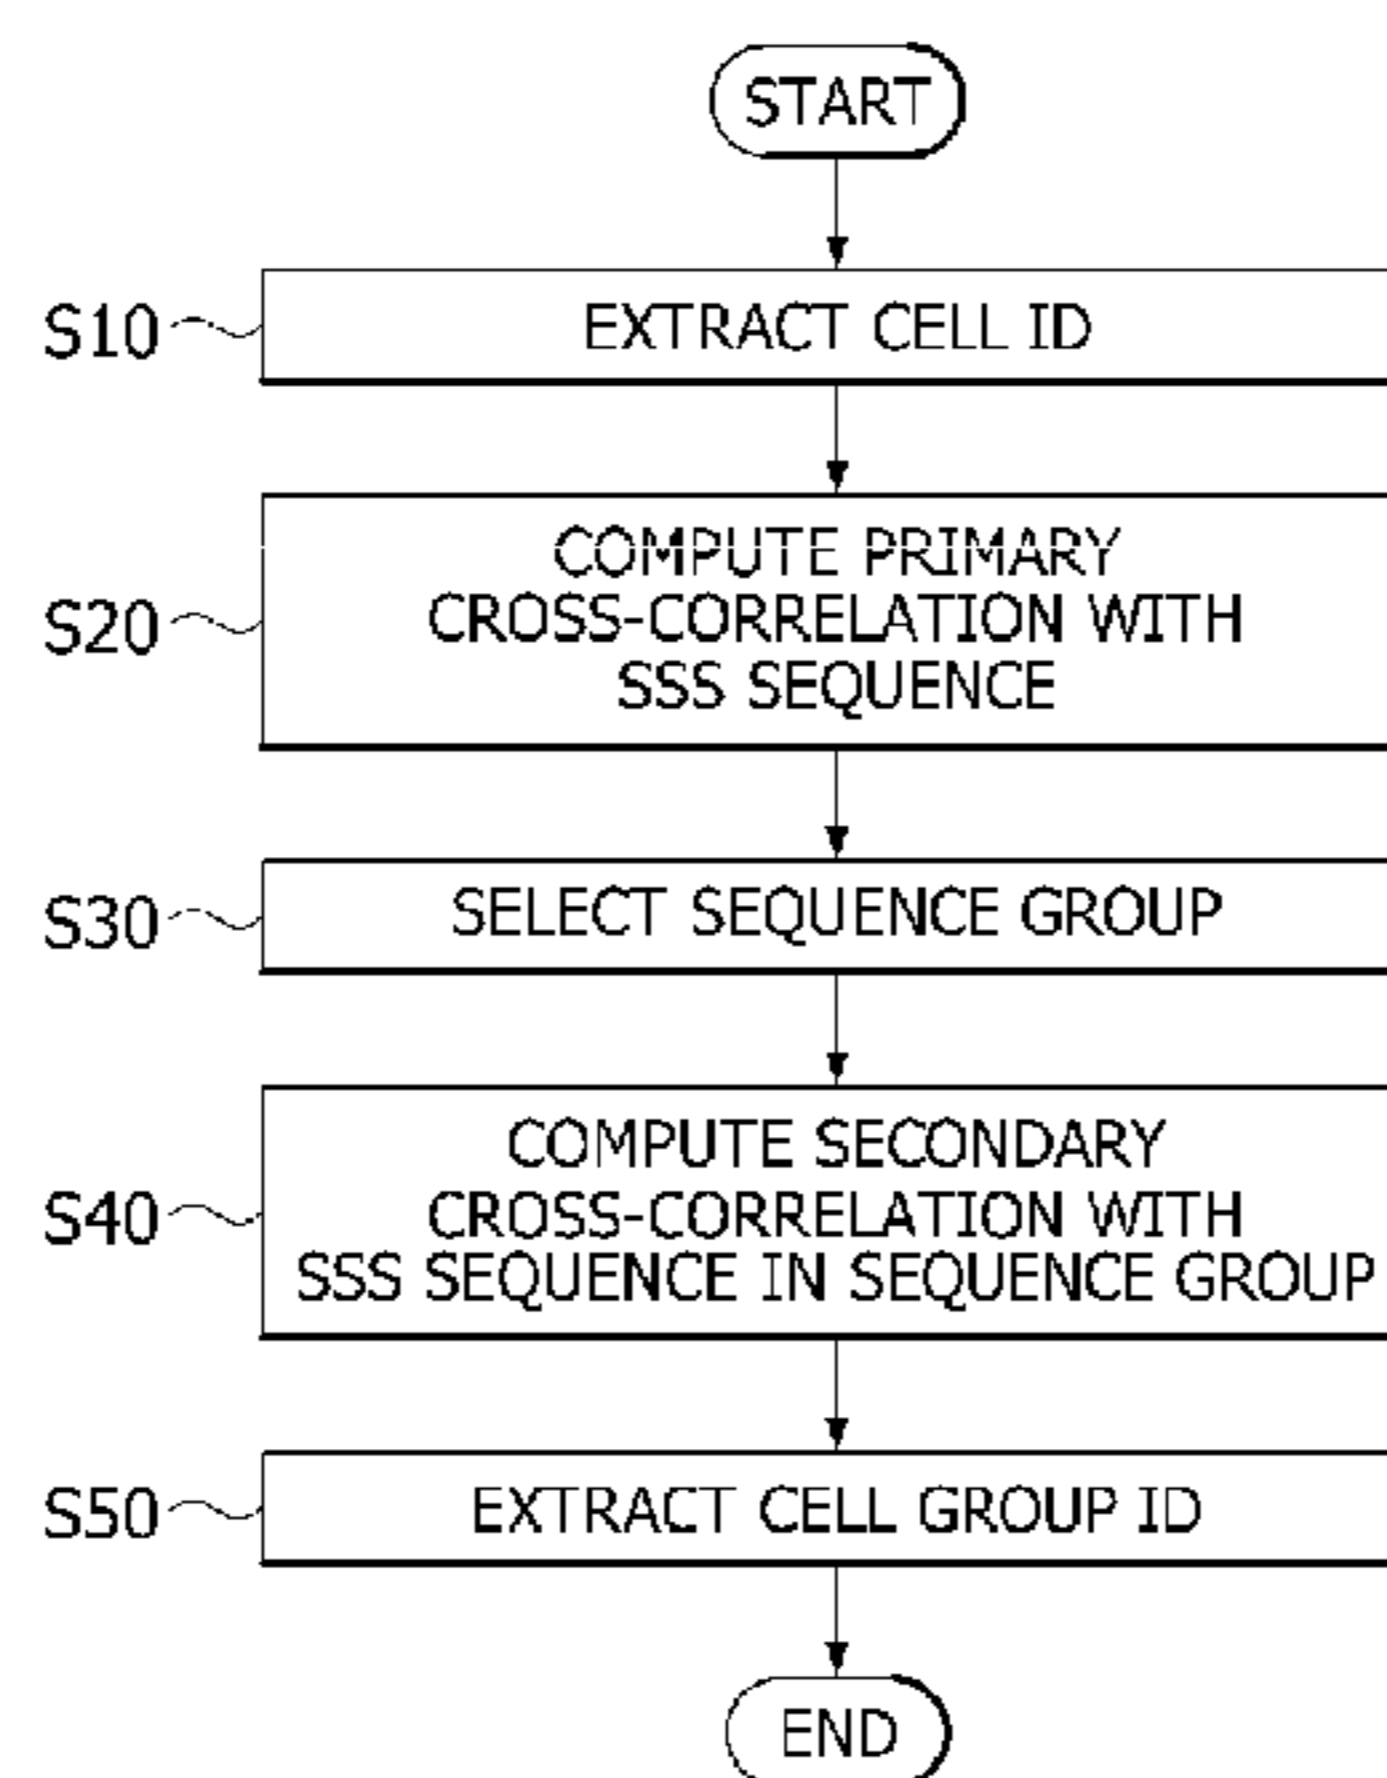 START
S10
EXTRACT CELL ID
S20
COMPUTE PRIMARY
CROSS-CORRELATION WITH
SSS SEQUENCE
S30
SELECT SEQUENCE GROUP
S40
COMPUTE SECONDARY
CROSS-CORRELATION WITH
SSS SEQUENCE IN SEQUENCE GROUP
S50
EXTRACT CELL GROUP ID
END